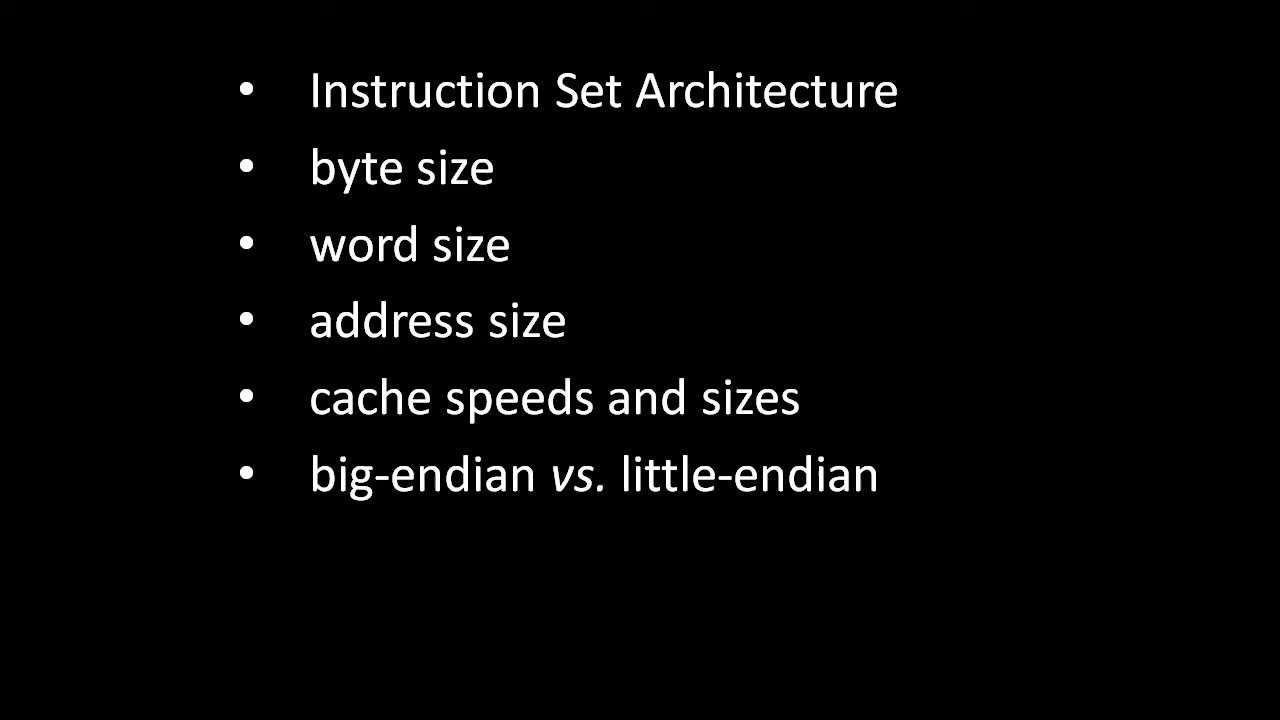 • Instruction Set Architecture
• byte size
• word size
• address size
• cache speeds and sizes
• big-endian vs. little-endian